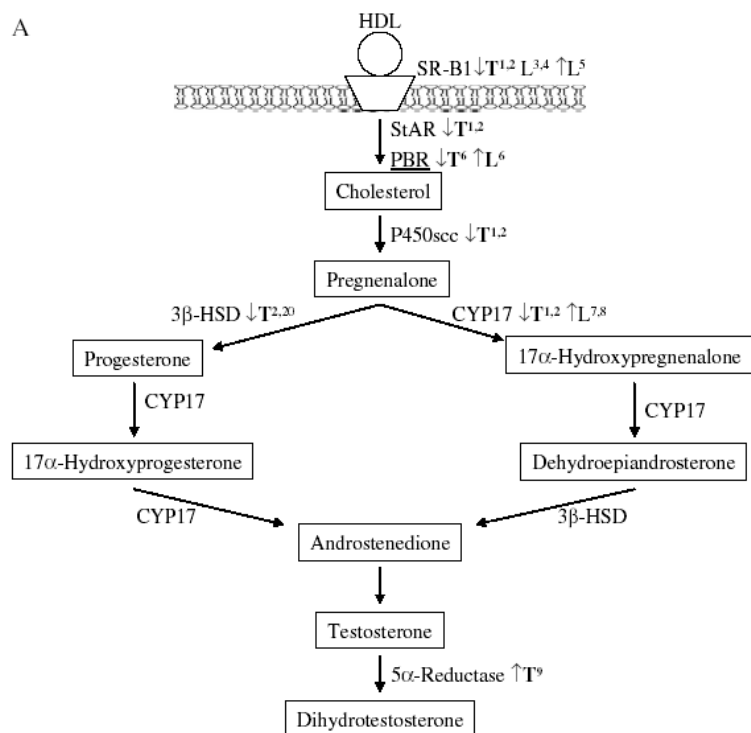 A
HDL
SR-B1↓T¹,² L³,⁴ ↑L⁵
StAR ↓T¹,²
PBR ↓T⁶ ↑L⁶
Cholesterol
P450scc ↓T¹,²
Pregnenalone
3β-HSD ↓T²,²⁰
CYP17 ↓T¹,² ↑L⁷,⁸
Progesterone
17α-Hydroxypregnenalone
CYP17
CYP17
17α-Hydroxyprogesterone
Dehydroepiandrosterone
CYP17
3β-HSD
Androstenedione
Testosterone
5α-Reductase ↑T⁹
Dihydrotestosterone